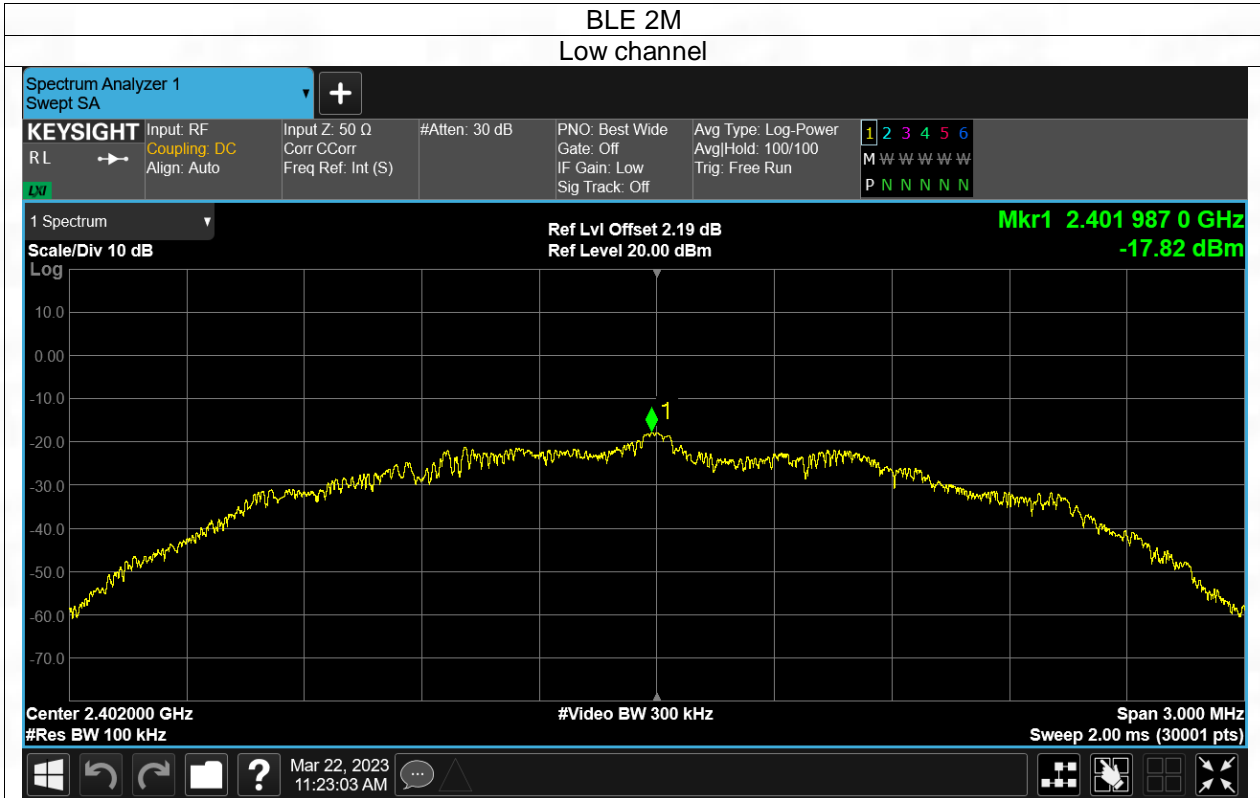 BLE 2M
Low channel
Spectrum Analyzer 1
Swept SA
KEYSIGHT
RL
LXI
Input: RF
Coupling: DC
Align: Auto
Input Z: 50 Ω
Corr CCorr
Freq Ref: Int (S)
#Atten: 30 dB
PNO: Best Wide
Gate: Off
IF Gain: Low
Sig Track: Off
Avg Type: Log-Power
Avg|Hold: 100/100
Trig: Free Run
1 2 3 4 5 6
M W W W W W
P N N N N N
1 Spectrum
Scale/Div 10 dB
Log
Ref Lvl Offset 2.19 dB
Ref Level 20.00 dBm
Mkr1 2.401 987 0 GHz
-17.82 dBm
10.0
0.00
-10.0
1
-20.0
-30.0
-40.0
-50.0
-60.0
-70.0
Center 2.402000 GHz
#Res BW 100 kHz
#Video BW 300 kHz
Span 3.000 MHz
Sweep 2.00 ms (30001 pts)
?
Mar 22, 2023
11:23:03 AM